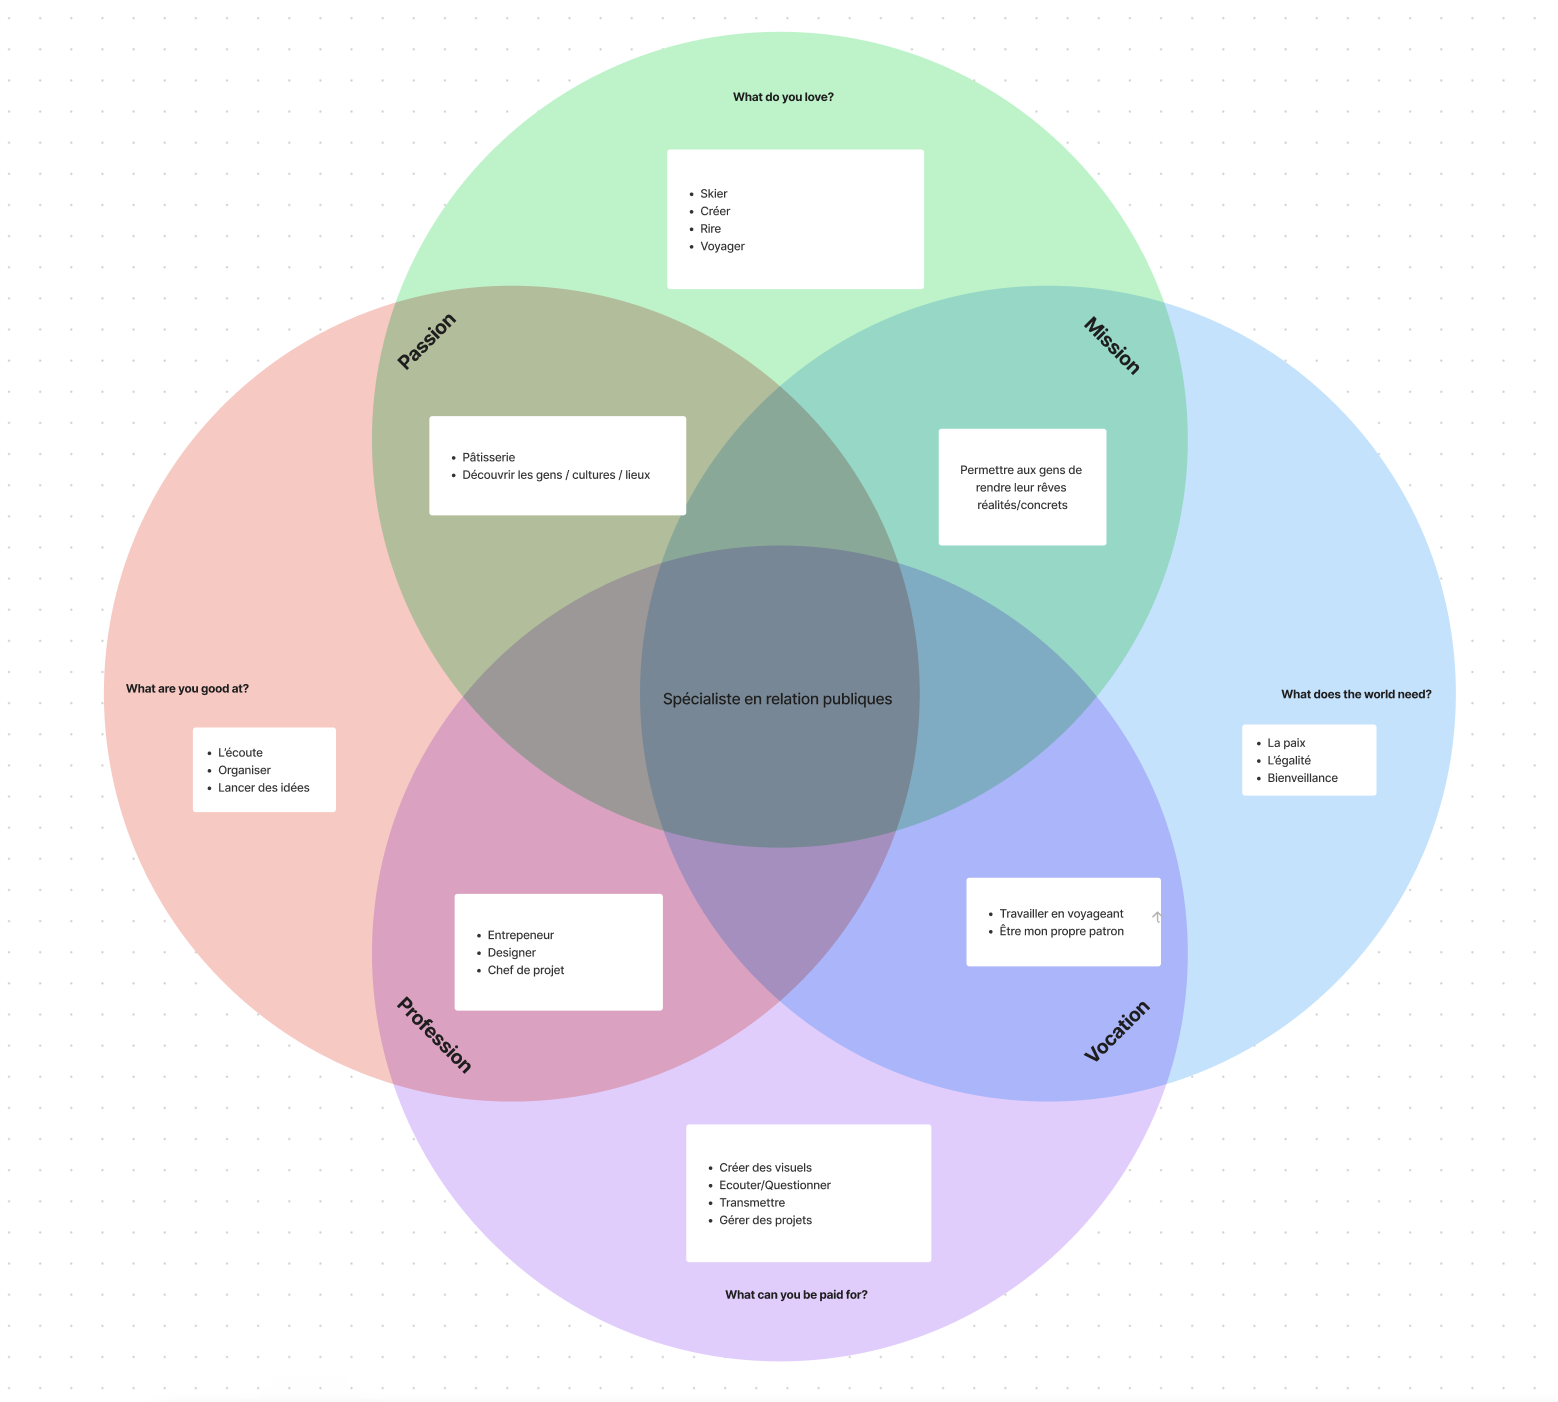 What do you love?
• Skier
• Créer
• Rire
• Voyager
Passion
Mission
• Pâtisserie
• Découvrir les gens / cultures / lieux
Permettre aux gens de
rendre leur rêves
réalités/concrets
What are you good at?
• L'écoute
• Organiser
• Lancer des idées
Spécialiste en relation publiques
What does the world need?
• La paix
• L'égalité
• Bienveillance
• Entrepeneur
• Designer
• Chef de projet
Profession
• Travailler en voyageant
• Être mon propre patron
Vocation
• Créer des visuels
• Ecouter/Questionner
• Transmettre
• Gérer des projets
What can you be paid for?